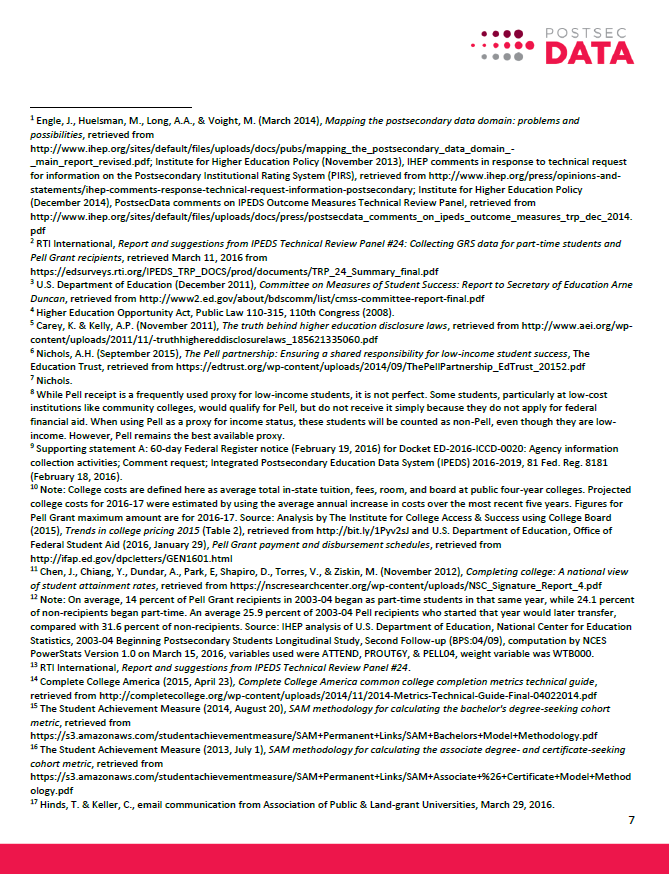 POSTSEC
DATA
1 Engle, J., Huelsman, M., Long, A.A., & Voight, M. (March 2014), Mapping the postsecondary data domain: problems and
possibilities, retrieved from
http://www.ihep.org/sites/default/files/uploads/docs/pubs/mapping_the_postsecondary_data_domain_-
_main_report_revised.pdf; Institute for Higher Education Policy (November 2013), IHEP comments in response to technical request
for information on the Postsecondary Institutional Rating System (PIRS), retrieved from http://www.ihep.org/press/opinions-and-
statements/ihep-comments-response-technical-request-information-postsecondary; Institute for Higher Education Policy
(December 2014), PostsecData comments on IPEDS Outcome Measures Technical Review Panel, retrieved from
http://www.ihep.org/sites/default/files/uploads/docs/press/postsecdata_comments_on_ipeds_outcome_measures_trp_dec_2014.
pdf
2 RTI International, Report and suggestions from IPEDS Technical Review Panel #24: Collecting GRS data for part-time students and
Pell Grant recipients, retrieved March 11, 2016 from
https://edsurveys.rti.org/IPEDS_TRP_DOCS/prod/documents/TRP_24_Summary_final.pdf
3 U.S. Department of Education (December 2011), Committee on Measures of Student Success: Report to Secretary of Education Arne
Duncan, retrieved from http://www2.ed.gov/about/bdscomm/list/cmss-committee-report-final.pdf
4 Higher Education Opportunity Act, Public Law 110-315, 110th Congress (2008).
5 Carey, K. & Kelly, A.P. (November 2011), The truth behind higher education disclosure laws, retrieved from http://www.aei.org/wp-
content/uploads/2011/11/-truthhighereddisclosurelaws_185621335060.pdf
6 Nichols, A.H. (September 2015), The Pell partnership: Ensuring a shared responsibility for low-income student success, The
Education Trust, retrieved from https://edtrust.org/wp-content/uploads/2014/09/ThePellPartnership_EdTrust_20152.pdf
7 Nichols.
8 While Pell receipt is a frequently used proxy for low-income students, it is not perfect. Some students, particularly at low-cost
institutions like community colleges, would qualify for Pell, but do not receive it simply because they do not apply for federal
financial aid. When using Pell as a proxy for income status, these students will be counted as non-Pell, even though they are low-
income. However, Pell remains the best available proxy.
9 Supporting statement A: 60-day Federal Register notice (February 19, 2016) for Docket ED-2016-ICCD-0020: Agency information
collection activities; Comment request; Integrated Postsecondary Education Data System (IPEDS) 2016-2019, 81 Fed. Reg. 8181
(February 18, 2016).
10 Note: College costs are defined here as average total in-state tuition, fees, room, and board at public four-year colleges. Projected
college costs for 2016-17 were estimated by using the average annual increase in costs over the most recent five years. Figures for
Pell Grant maximum amount are for 2016-17. Source: Analysis by The Institute for College Access & Success using College Board
(2015), Trends in college pricing 2015 (Table 2), retrieved from http://bit.ly/1Pyv2sJ and U.S. Department of Education, Office of
Federal Student Aid (2016, January 29), Pell Grant payment and disbursement schedules, retrieved from
http://ifap.ed.gov/dpcletters/GEN1601.html
11 Chen, J., Chiang, Y., Dundar, A., Park, E, Shapiro, D., Torres, V., & Ziskin, M. (November 2012), Completing college: A national view
of student attainment rates, retrieved from https://nscresearchcenter.org/wp-content/uploads/NSC_Signature_Report_4.pdf
12 Note: On average, 14 percent of Pell Grant recipients in 2003-04 began as part-time students in that same year, while 24.1 percent
of non-recipients began part-time. An average 25.9 percent of 2003-04 Pell recipients who started that year would later transfer,
compared with 31.6 percent of non-recipients. Source: IHEP analysis of U.S. Department of Education, National Center for Education
Statistics, 2003-04 Beginning Postsecondary Students Longitudinal Study, Second Follow-up (BPS:04/09), computation by NCES
PowerStats Version 1.0 on March 15, 2016, variables used were ATTEND, PROUT6Y, & PELL04, weight variable was WTB000.
13 RTI International, Report and suggestions from IPEDS Technical Review Panel #24.
14 Complete College America (2015, April 23), Complete College America common college completion metrics technical guide,
retrieved from http://completecollege.org/wp-content/uploads/2014/11/2014-Metrics-Technical-Guide-Final-04022014.pdf
15 The Student Achievement Measure (2014, August 20), SAM methodology for calculating the bachelor's degree-seeking cohort
metric, retrieved from
https://s3.amazonaws.com/studentachievementmeasure/SAM+Permanent+Links/SAM+Bachelors+Model+Methodology.pdf
16 The Student Achievement Measure (2013, July 1), SAM methodology for calculating the associate degree- and certificate-seeking
cohort metric, retrieved from
https://s3.amazonaws.com/studentachievementmeasure/SAM+Permanent+Links/SAM+Associate+%26+Certificate+Model+Method
ology.pdf
17 Hinds, T. & Keller, C., email communication from Association of Public & Land-grant Universities, March 29, 2016.
7